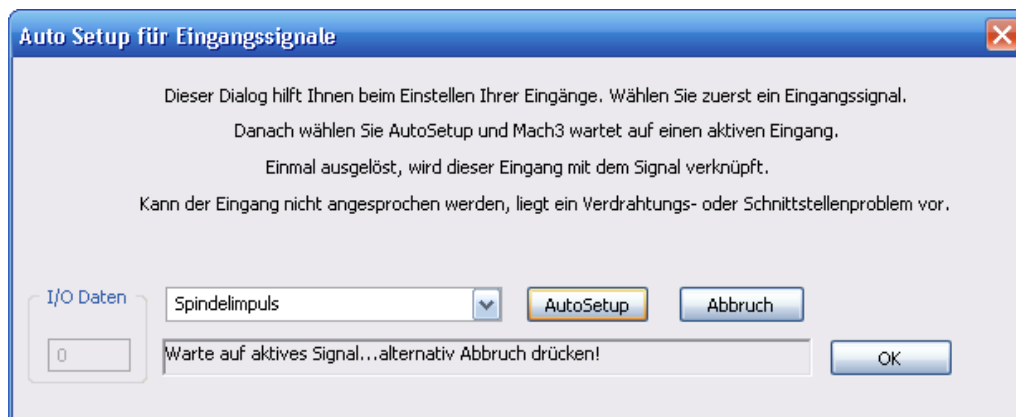 Auto Setup für Eingangssignale
Dieser Dialog hilft Ihnen beim Einstellen Ihrer Eingänge. Wählen Sie zuerst ein Eingangssignal.
Danach wählen Sie AutoSetup und Mach3 wartet auf einen aktiven Eingang.
Einmal ausgelöst, wird dieser Eingang mit dem Signal verknüpft.
Kann der Eingang nicht angesprochen werden, liegt ein Verdrahtungs- oder Schnittstellenproblem vor.
I/O Daten
Spindelimpuls
AutoSetup
Abbruch
0
Warte auf aktives Signal...alternativ Abbruch drücken!
OK